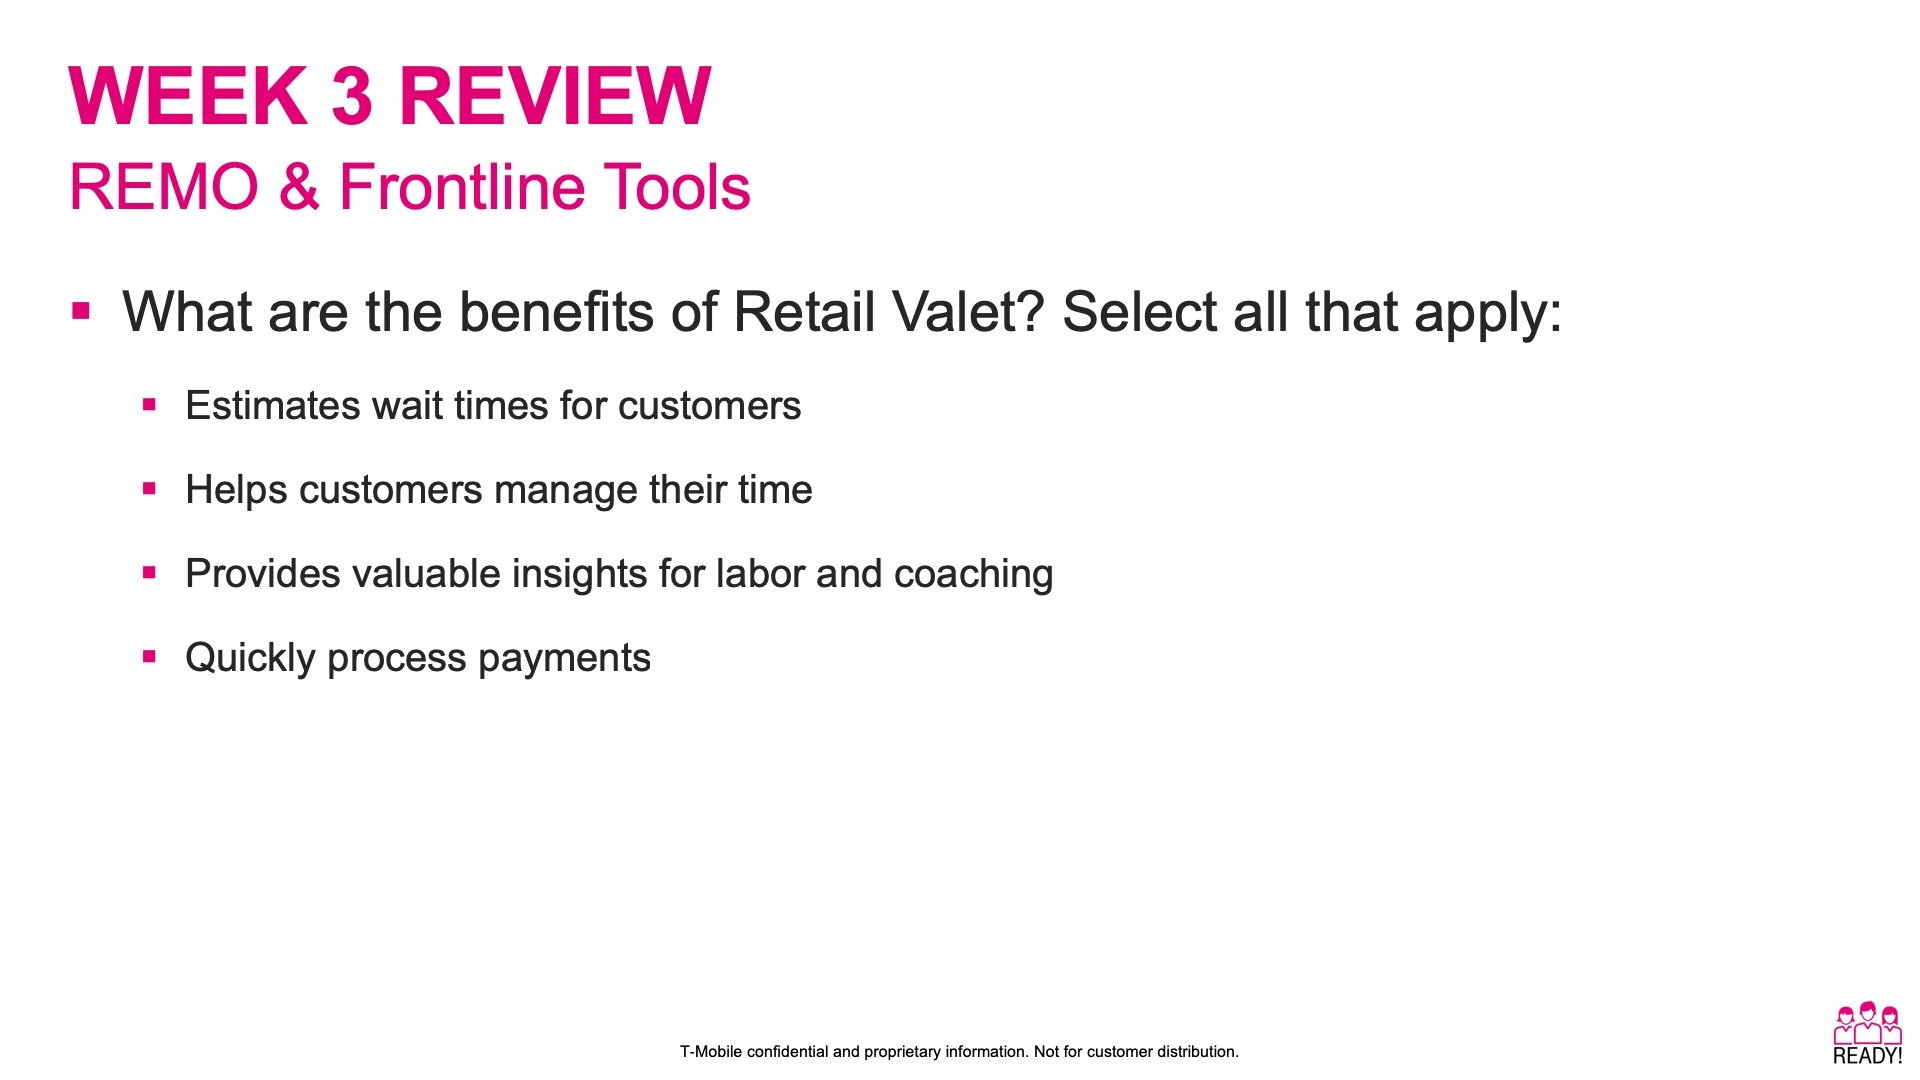 WEEK 3 REVIEW
REMO & Frontline Tools
What are the benefits of Retail Valet? Select all that apply:
Estimates wait times for customers
Helps customers manage their time
Provides valuable insights for labor and coaching
Quickly process payments
T-Mobile confidential and proprietary information. Not for customer distribution.
READY!